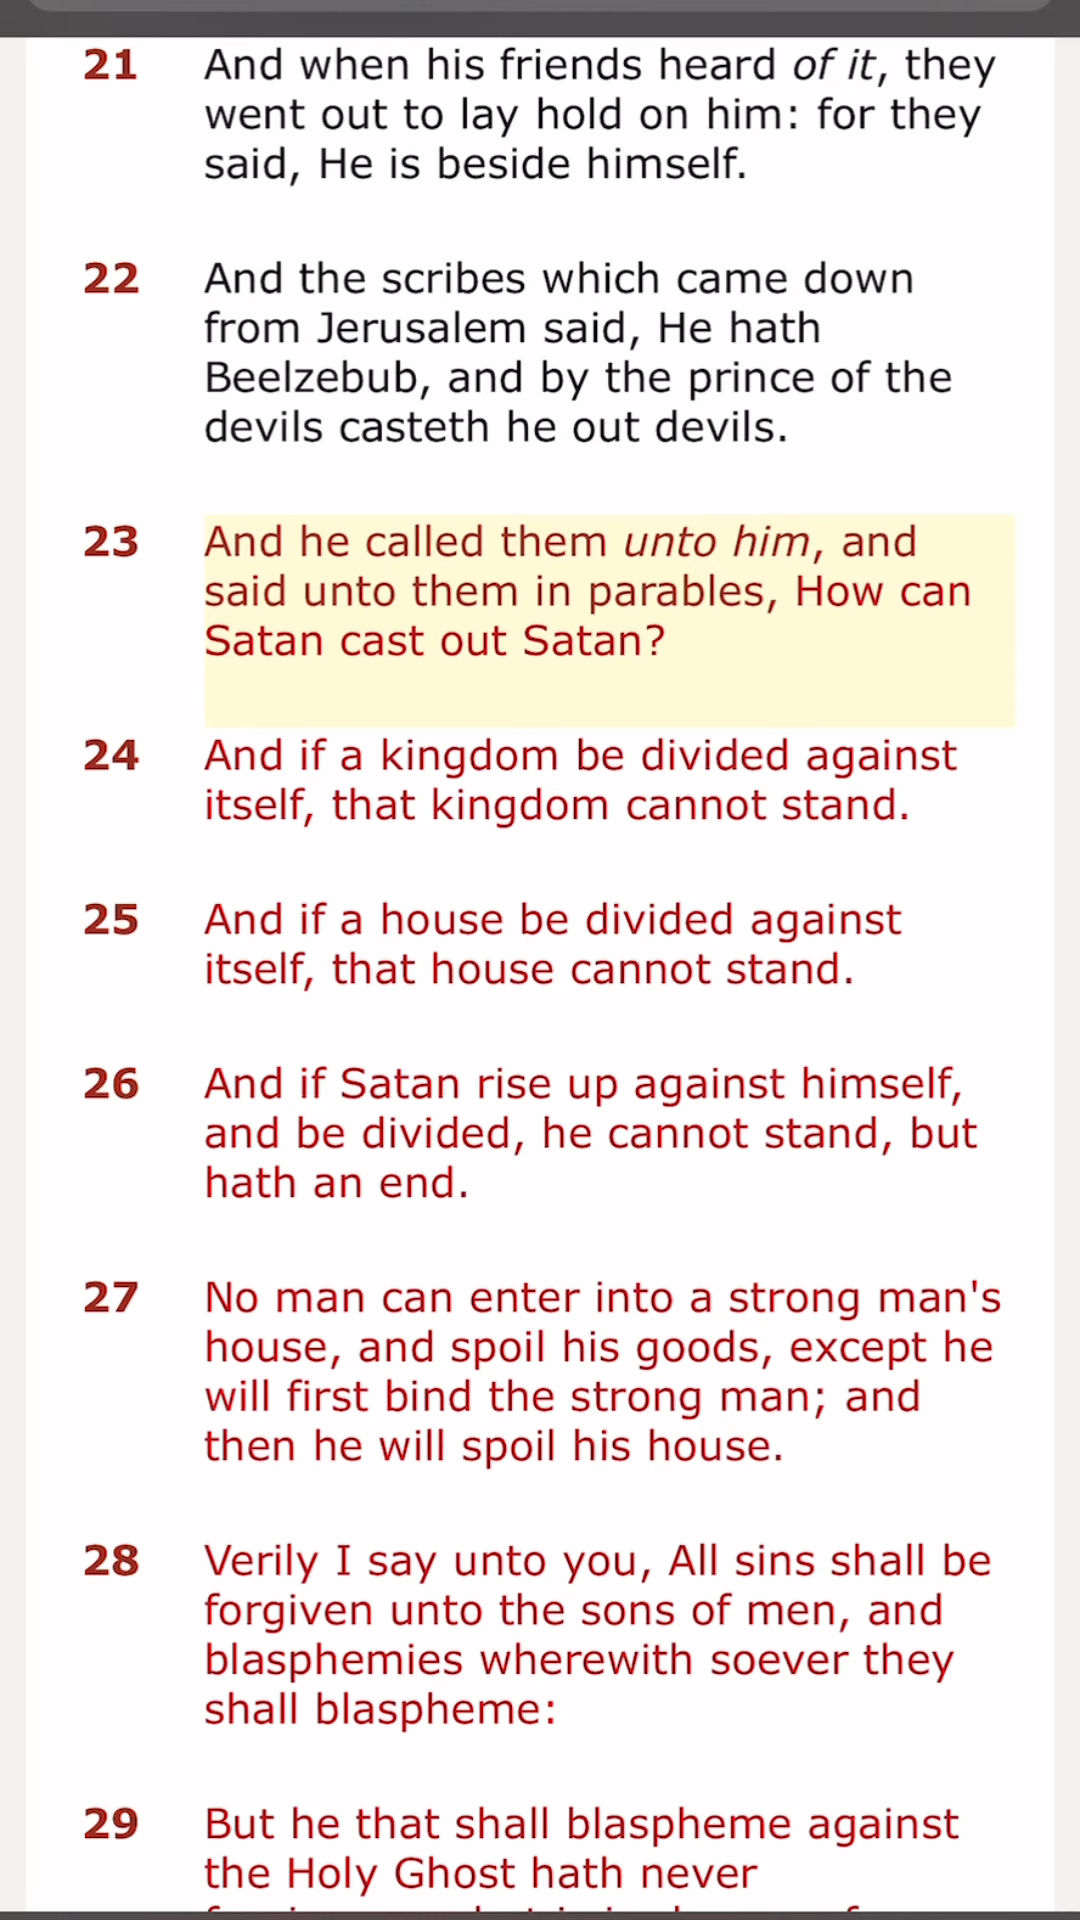 21 And when his friends heard of it, they
went out to lay hold on him: for they
said, He is beside himself.
22 And the scribes which came down
from Jerusalem said, He hath
Beelzebub, and by the prince of the
devils casteth he out devils.
23 And he called them unto him, and
said unto them in parables, How can
Satan cast out Satan?
24 And if a kingdom be divided against
itself, that kingdom cannot stand.
25 And if a house be divided against
itself, that house cannot stand.
26 And if Satan rise up against himself,
and be divided, he cannot stand, but
hath an end.
27 No man can enter into a strong man's
house, and spoil his goods, except he
will first bind the strong man; and
then he will spoil his house.
28 Verily I say unto you, All sins shall be
forgiven unto the sons of men, and
blasphemies wherewith soever they
shall blaspheme:
29 But he that shall blaspheme against
the Holy Ghost hath never